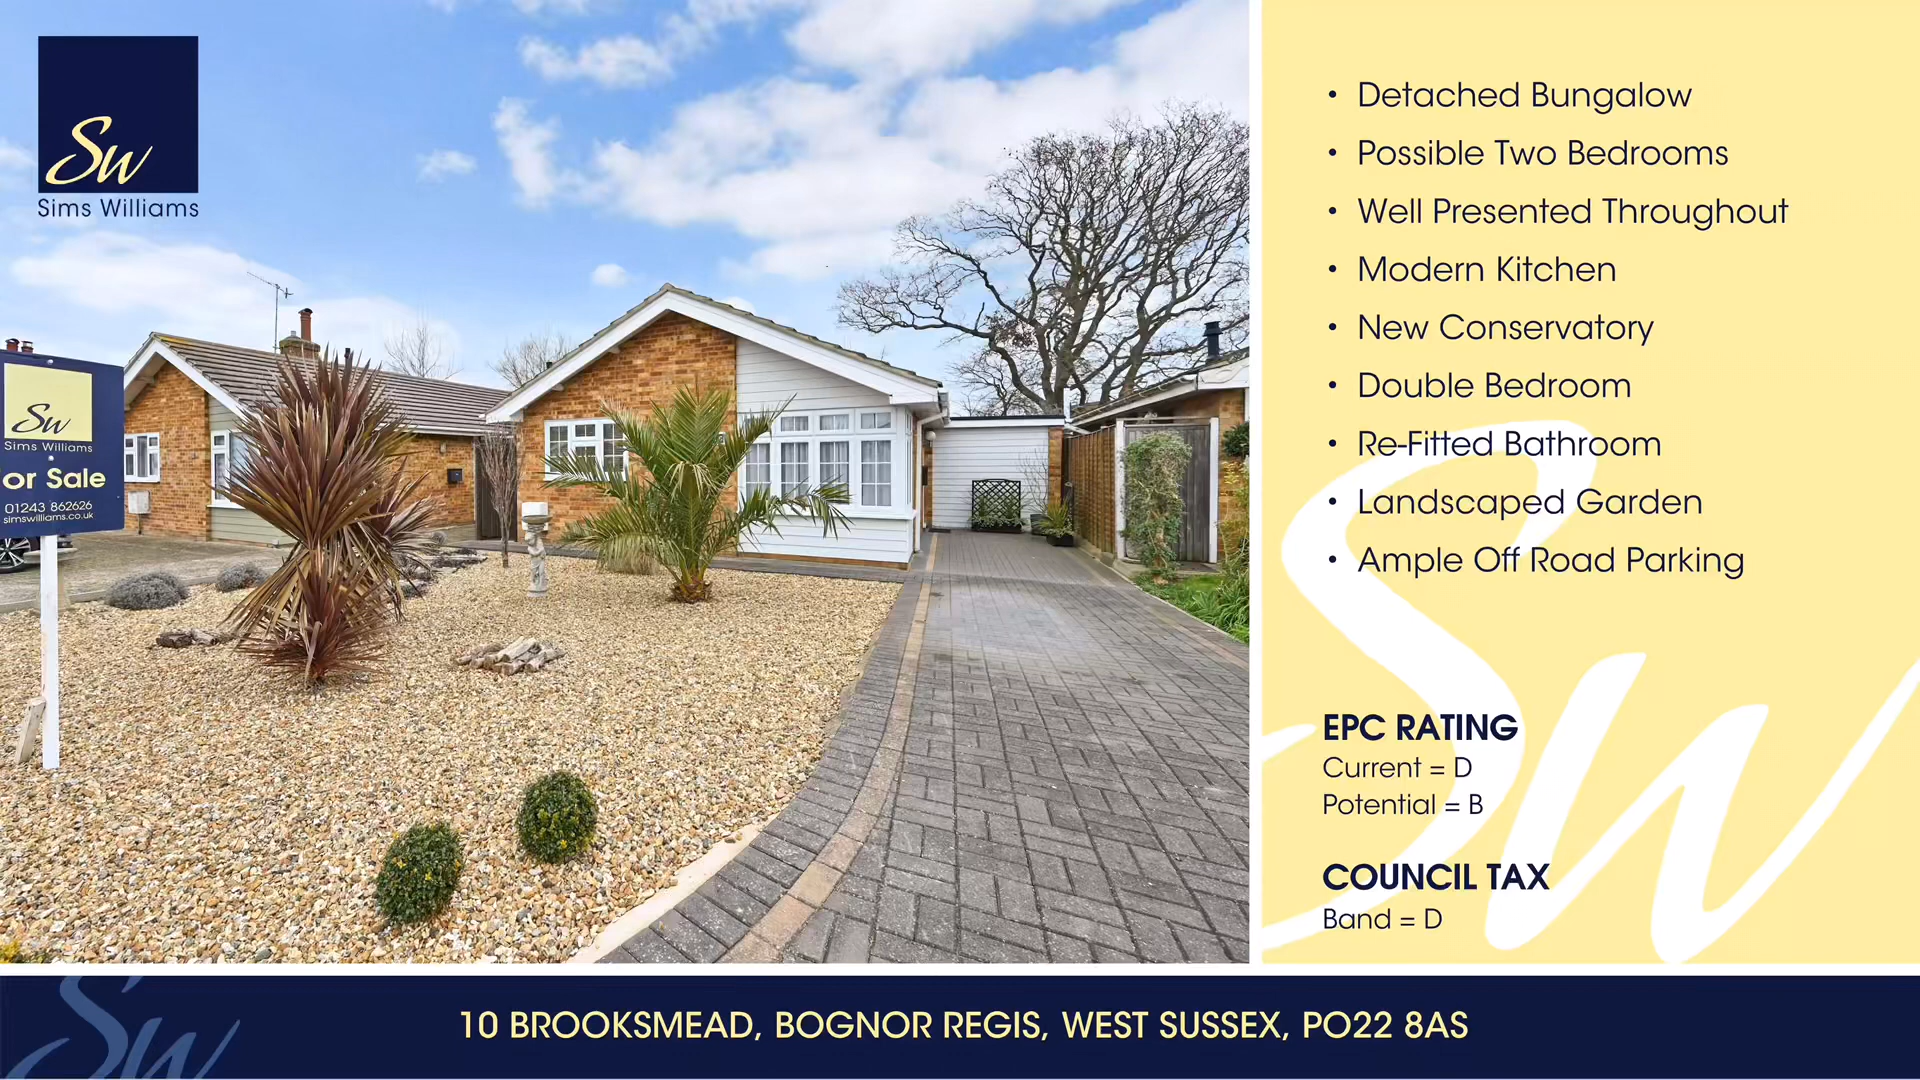 Sw
Sims Williams
Sw
Sims Williams
or Sale
01243 862626
simswilliams.co.uk
• Detached Bungalow
• Possible Two Bedrooms
• Well Presented Throughout
• Modern Kitchen
• New Conservatory
• Double Bedroom
• Re-Fitted Bathroom
• Landscaped Garden
• Ample Off Road Parking
EPC RATING
Current = D
Potential = B
COUNCIL TAX
Band = D
Sw
Sw
10 BROOKSMEAD, BOGNOR REGIS, WEST SUSSEX, PO22 8AS